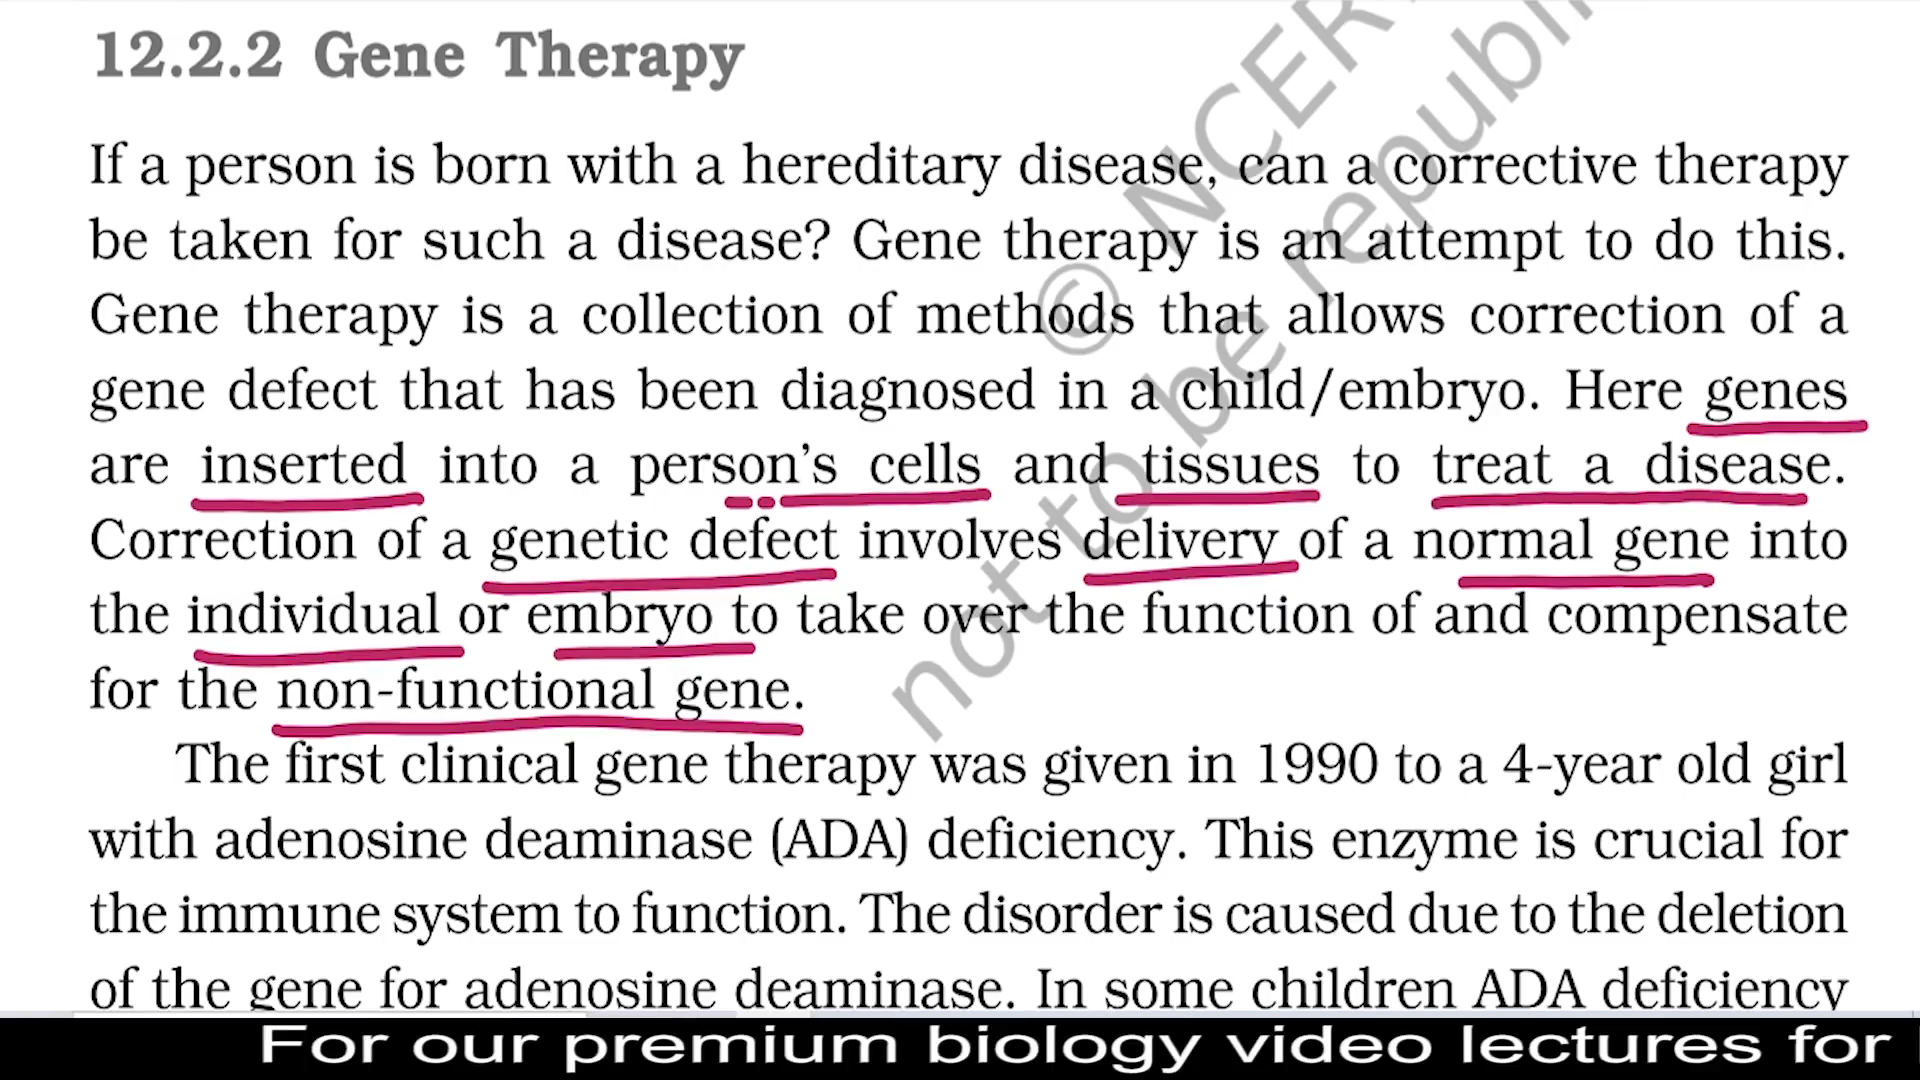 12.2.2 Gene Therapy
If a person is born with a hereditary disease, can a corrective therapy
be taken for such a disease? Gene therapy is an attempt to do this.
Gene therapy is a collection of methods that allows correction of a
gene defect that has been diagnosed in a child/embryo. Here genes
are inserted into a person's cells and tissues to treat a disease.
Correction of a genetic defect involves delivery of a normal gene into
the individual or embryo to take over the function of and compensate
for the non-functional gene.
The first clinical gene therapy was given in 1990 to a 4-year old girl
with adenosine deaminase (ADA) deficiency. This enzyme is crucial for
the immune system to function. The disorder is caused due to the deletion
of the gene for adenosine deaminase. In some children ADA deficiency
For our premium biology video lectures for
© NCER
not to be republi